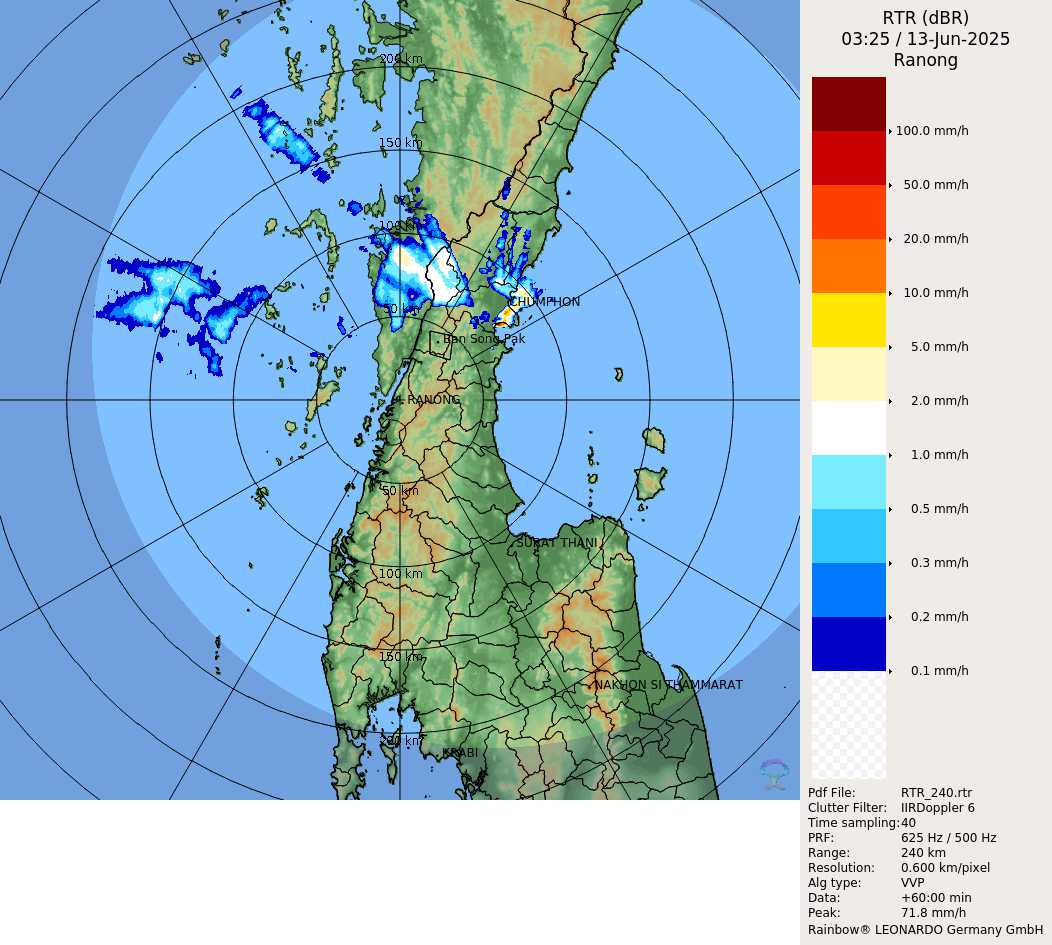 RTR (dBR)
03:25 / 13-Jun-2025
Ranong
200 km
150 km
100 km
50 km
CHUMPHON
Ban Song Pak
RANONG
50 km
SURAT THANI
100 km
150 km
NAKHON SI THAMMARAT
200 km
KRABI
100.0 mm/h
50.0 mm/h
20.0 mm/h
10.0 mm/h
5.0 mm/h
2.0 mm/h
1.0 mm/h
0.5 mm/h
0.3 mm/h
0.2 mm/h
0.1 mm/h
Pdf File: RTR_240.rtr
Clutter Filter: IIRDoppler 6
Time sampling: 40
PRF: 625 Hz / 500 Hz
Range: 240 km
Resolution: 0.600 km/pixel
Alg type: VVP
Data: +60:00 min
Peak: 71.8 mm/h
Rainbow® LEONARDO Germany GmbH